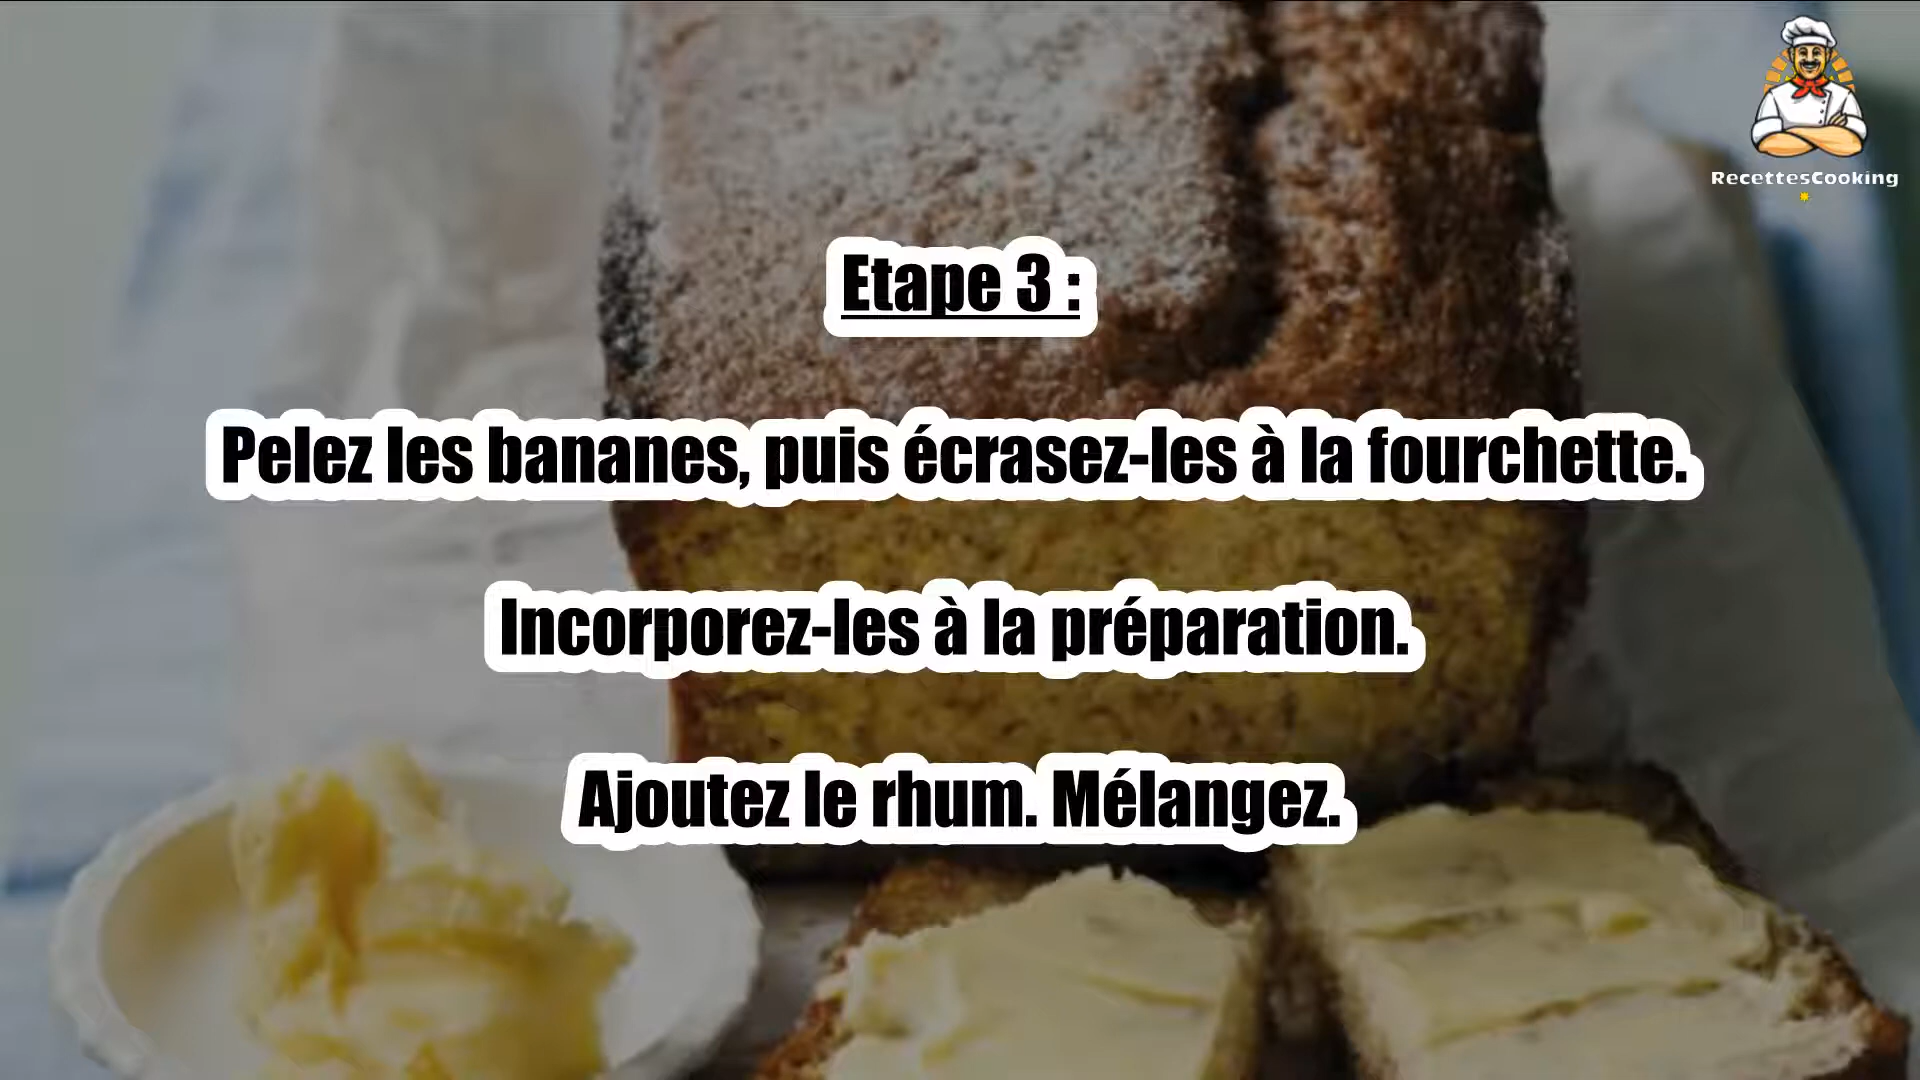 RecettesCooking
Etape 3 :
Pelez les bananes, puis écrasez-les à la fourchette.
Incorporez-les à la préparation.
Ajoutez le rhum. Mélangez.